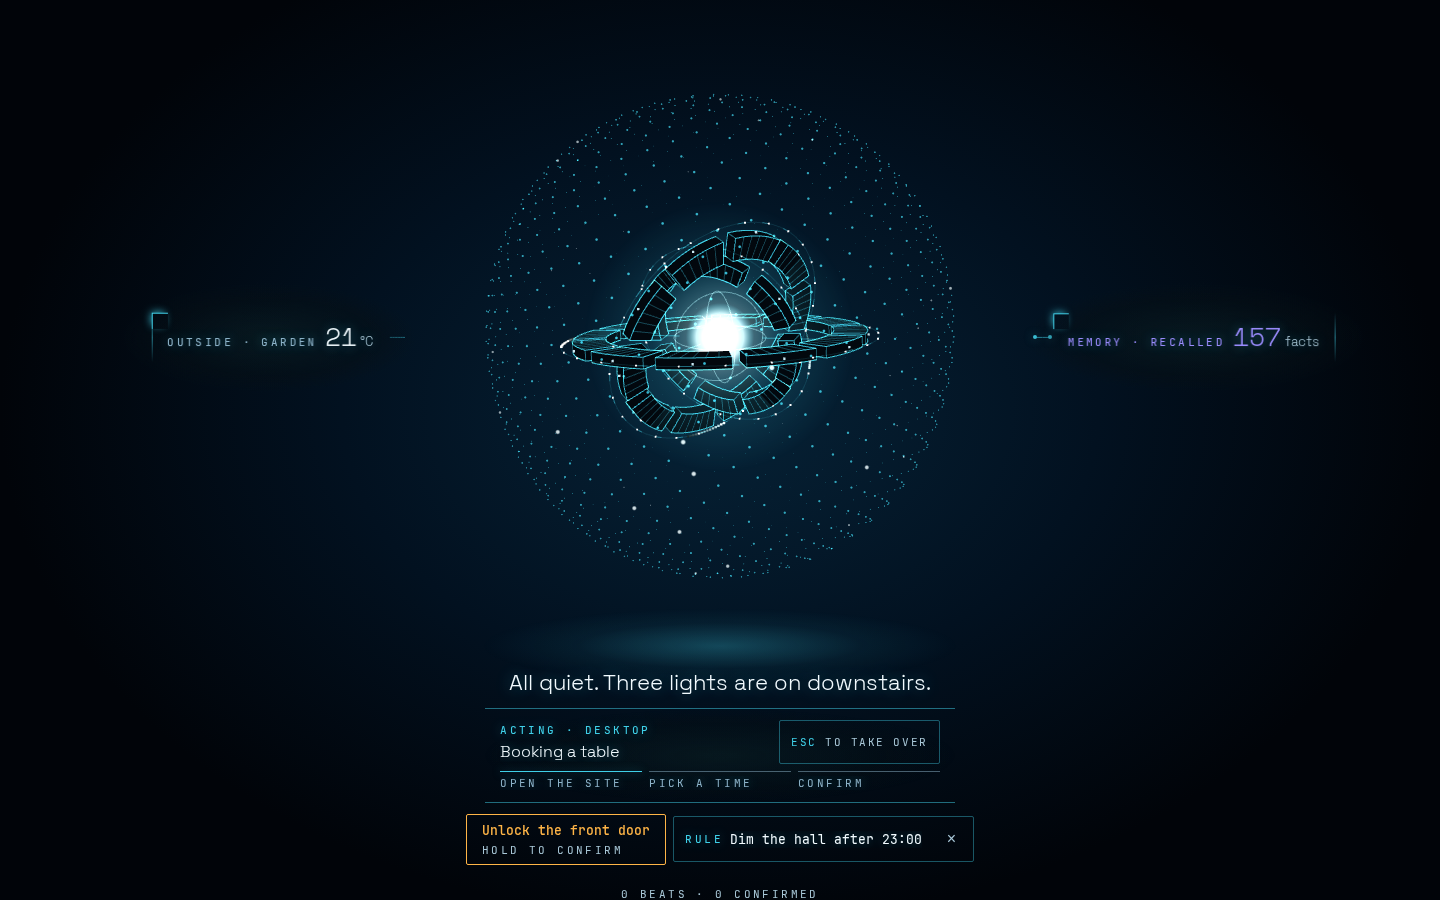 OUTSIDE · GARDEN 21 °C
MEMORY · RECALLED 157 facts
All quiet. Three lights are on downstairs.
ACTING · DESKTOP
Booking a table
ESC TO TAKE OVER
OPEN THE SITE
PICK A TIME
CONFIRM
Unlock the front door
HOLD TO CONFIRM
RULE Dim the hall after 23:00 ×
0 BEATS · 0 CONFIRMED